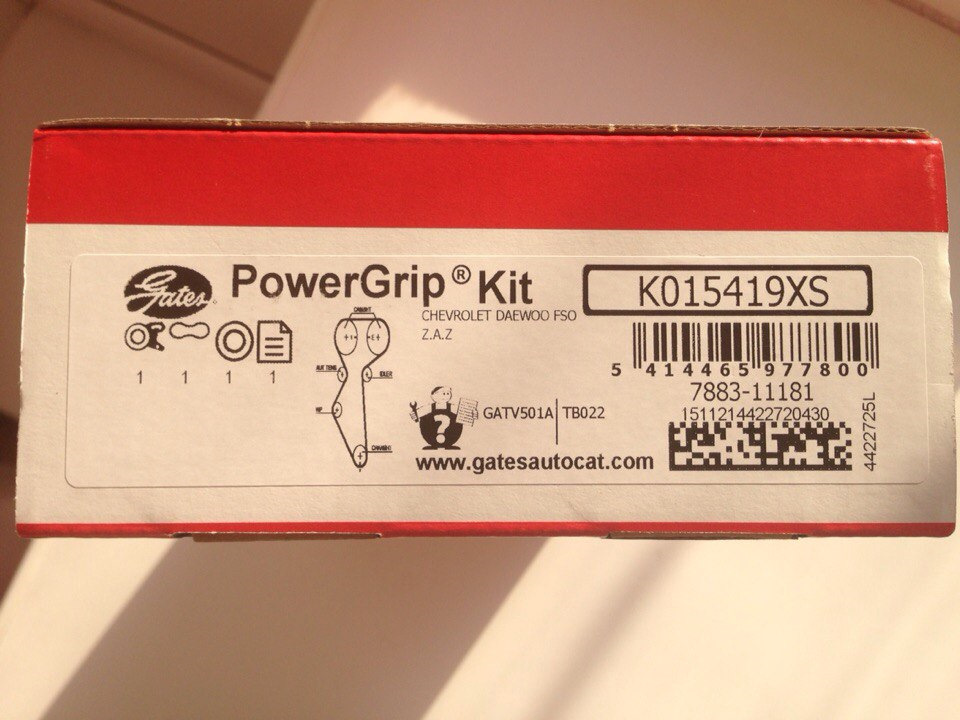 Gates
PowerGrip® Kit
K015419XS
CHEVROLET DAEWOO FSO
Z.A.Z
1 1 1 1
IDLER
5 414465 977800
7883-11181
1511214422720430
4422725L
GATV501A | TB022
?
www.gatesautocat.com